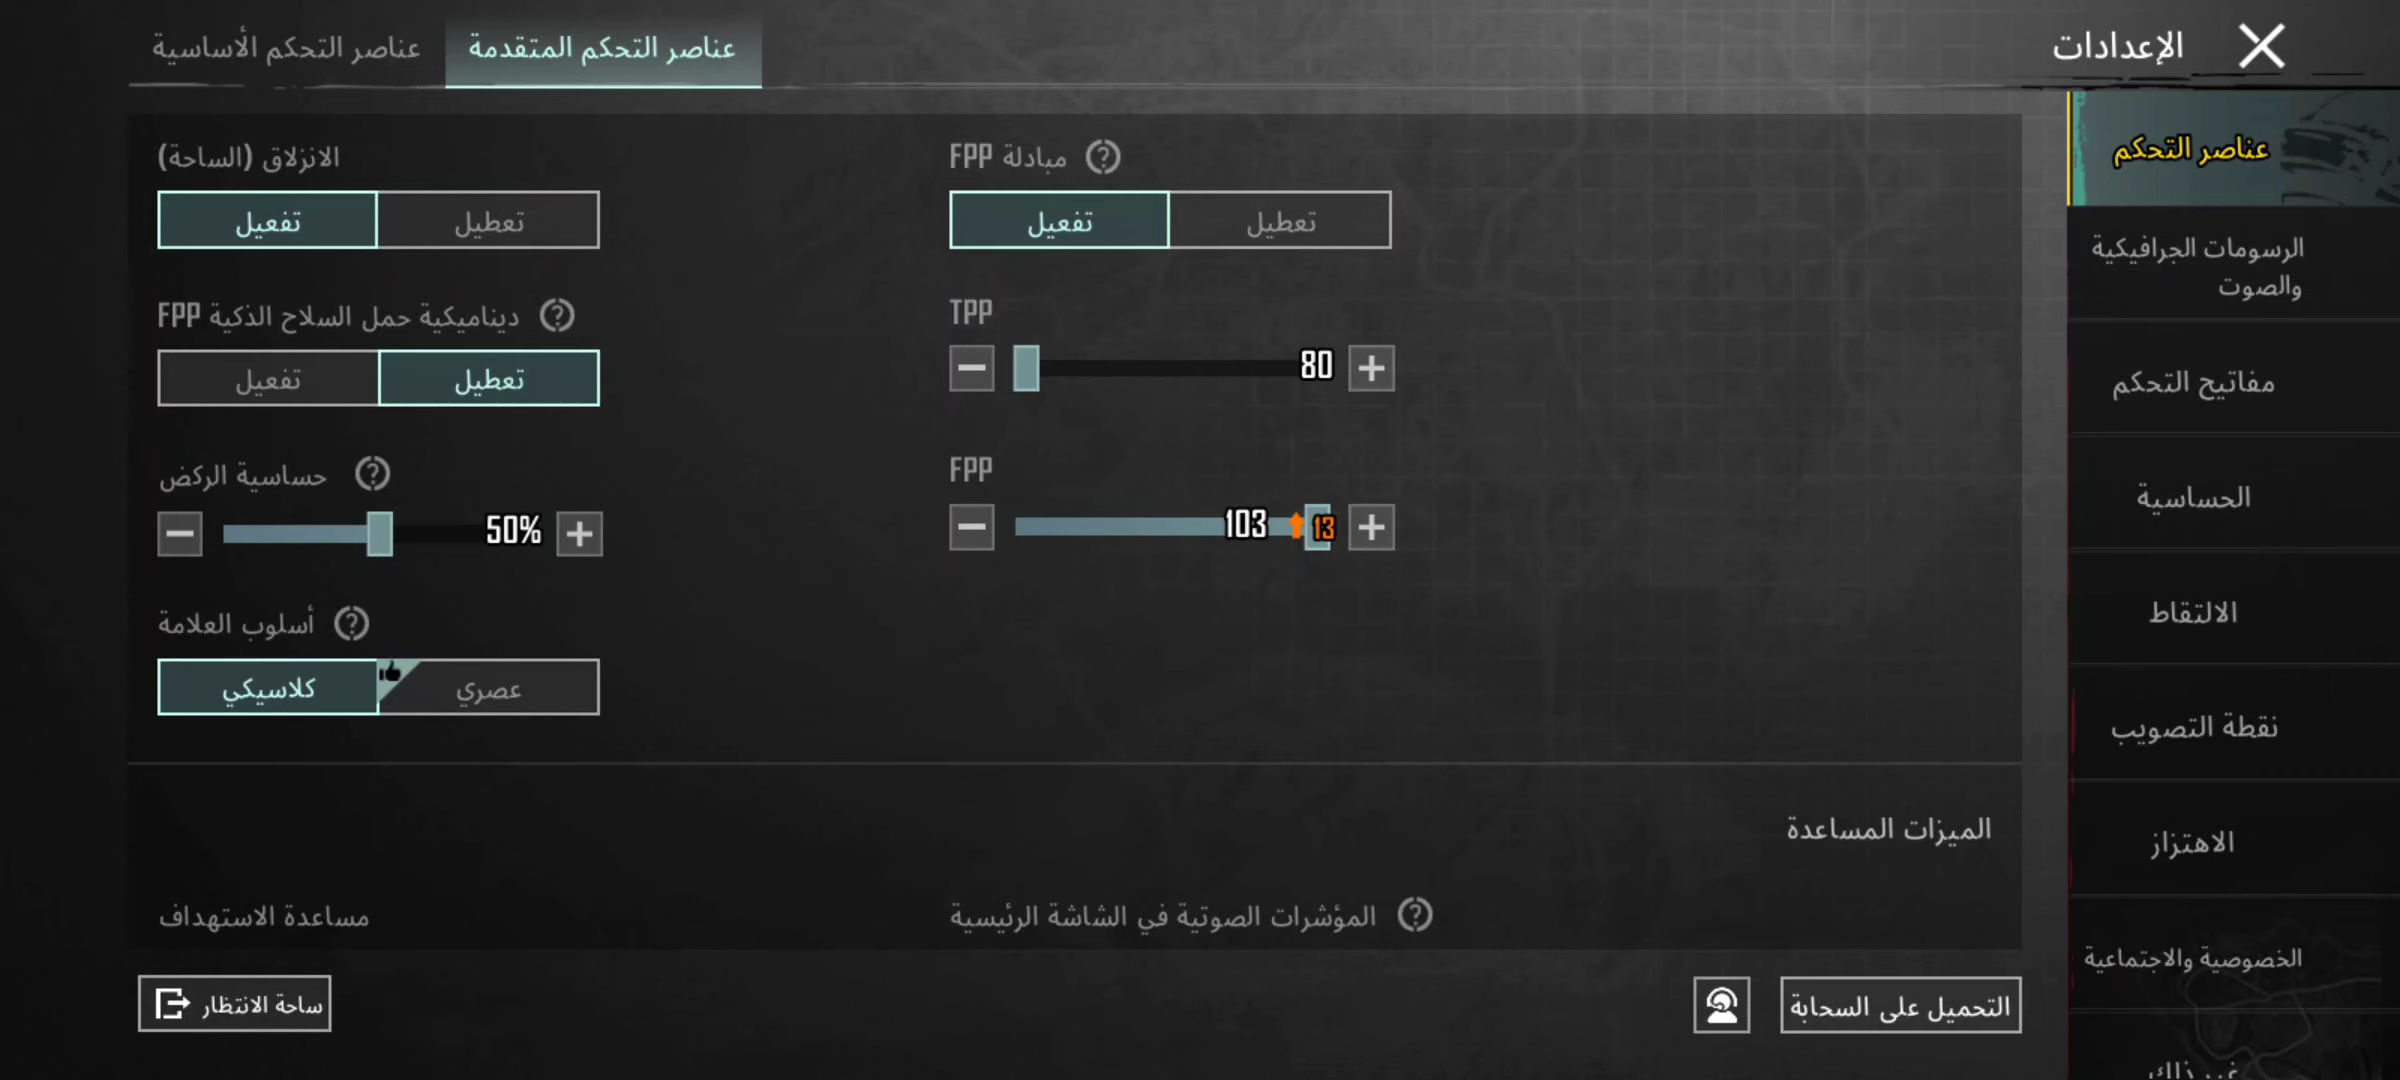 الإعدادات
عناصر التحكم المتقدمة
عناصر التحكم الأساسية
عناصر التحكم
الرسومات الجرافيكية
والصوت
مفاتيح التحكم
الحساسية
الالتقاط
نقطة التصويب
الاهتزاز
الخصوصية والاجتماعية
غير ذلك
مبادلة FPP
تفعيل
تعطيل
الانزلاق (الساحة)
تفعيل
تعطيل
TPP
80
ديناميكية حمل السلاح الذكية FPP
تفعيل
تعطيل
FPP
103
13
حساسية الركض
50%
أسلوب العلامة
كلاسيكي
عصري
الميزات المساعدة
المؤشرات الصوتية في الشاشة الرئيسية
مساعدة الاستهداف
التحميل على السحابة
ساحة الانتظار